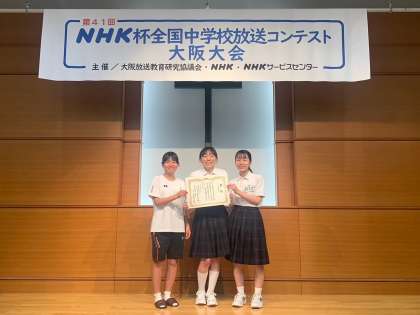 第41回
NHK杯全国中学校放送コンテスト
大阪大会
主催／大阪放送教育研究協議会・NHK・NHKサービスセンター